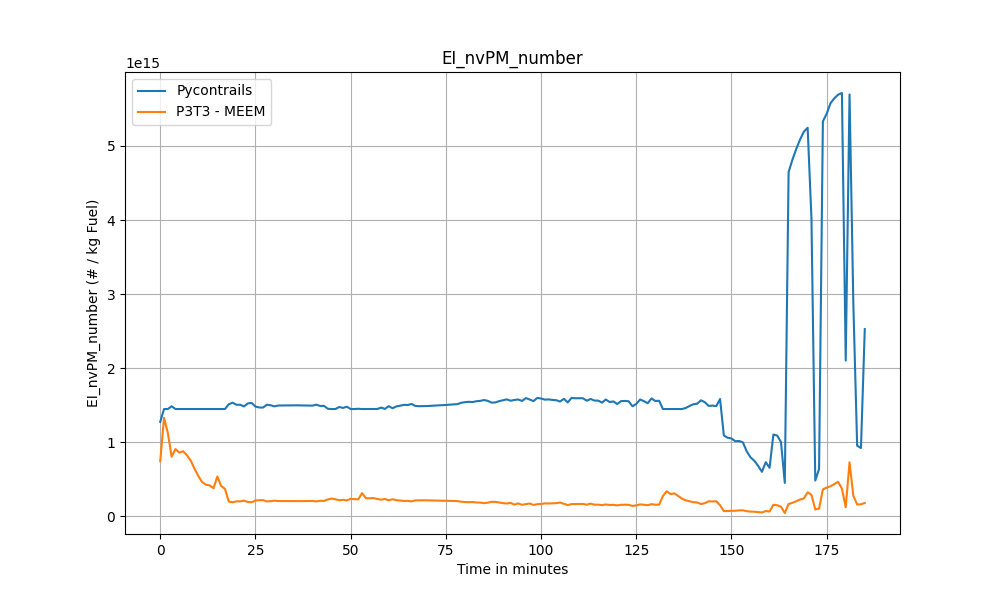 EI_nvPM_number
1e15
Pycontrails
P3T3 - MEEM
EI_nvPM_number (# / kg Fuel)
5
4
3
2
1
0
0 25 50 75 100 125 150 175
Time in minutes